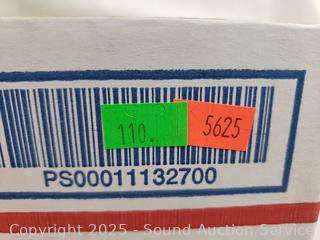 110.
5625
PS00011132700
Copyright 2025 - Sound Auction Service